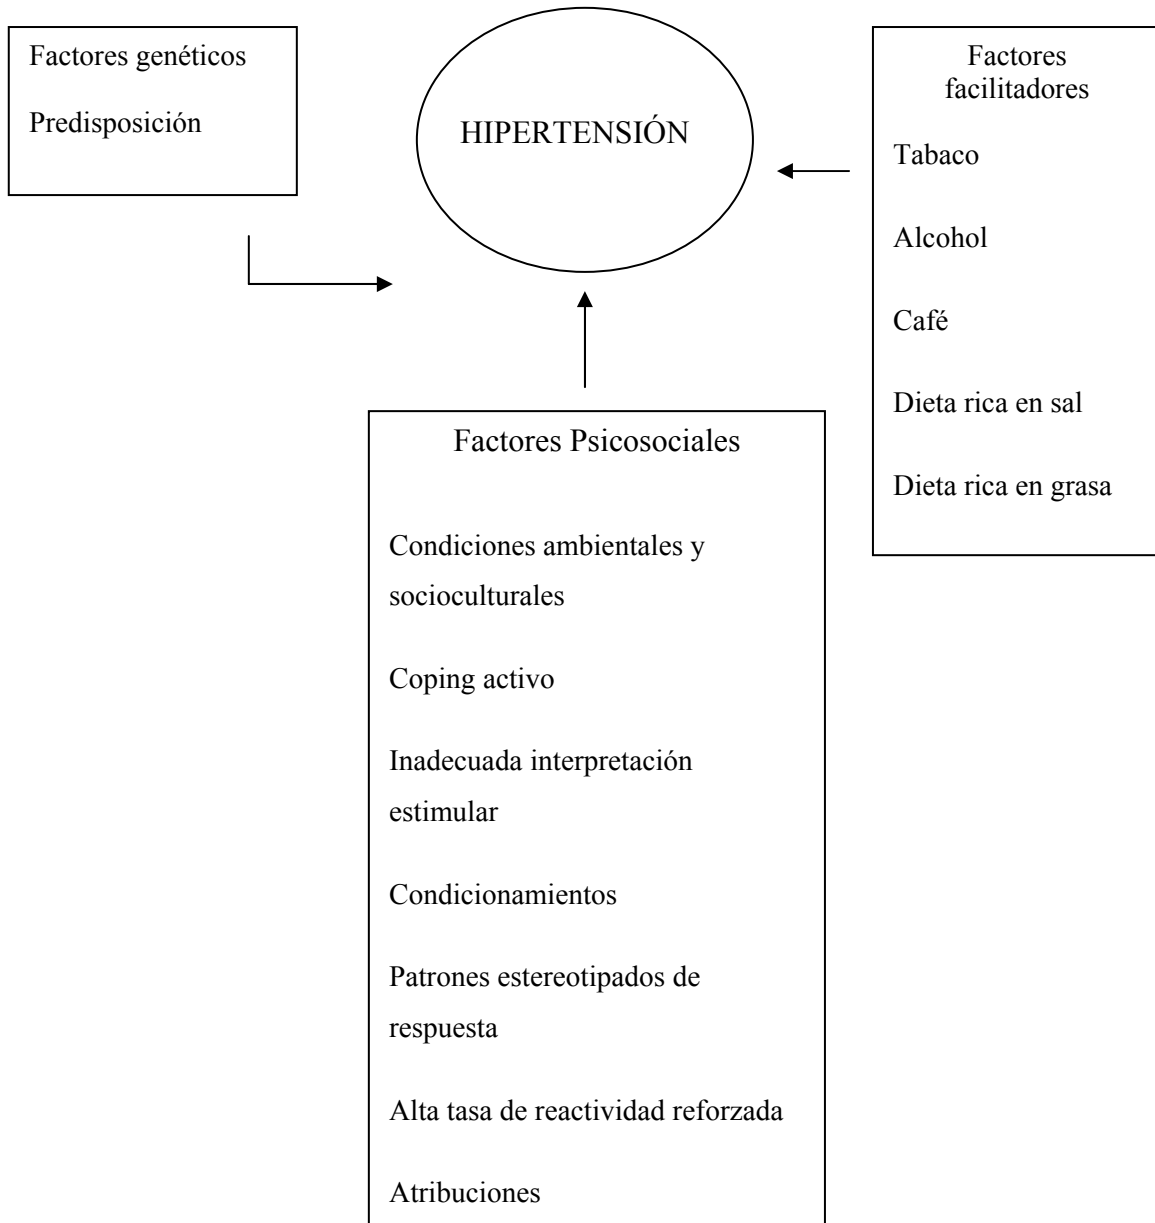 Factores genéticos
Predisposición
HIPERTENSIÓN
Factores
facilitadores
Tabaco
Alcohol
Café
Dieta rica en sal
Dieta rica en grasa
Factores Psicosociales
Condiciones ambientales y
socioculturales
Coping activo
Inadecuada interpretación
estimular
Condicionamientos
Patrones estereotipados de
respuesta
Alta tasa de reactividad reforzada
Atribuciones